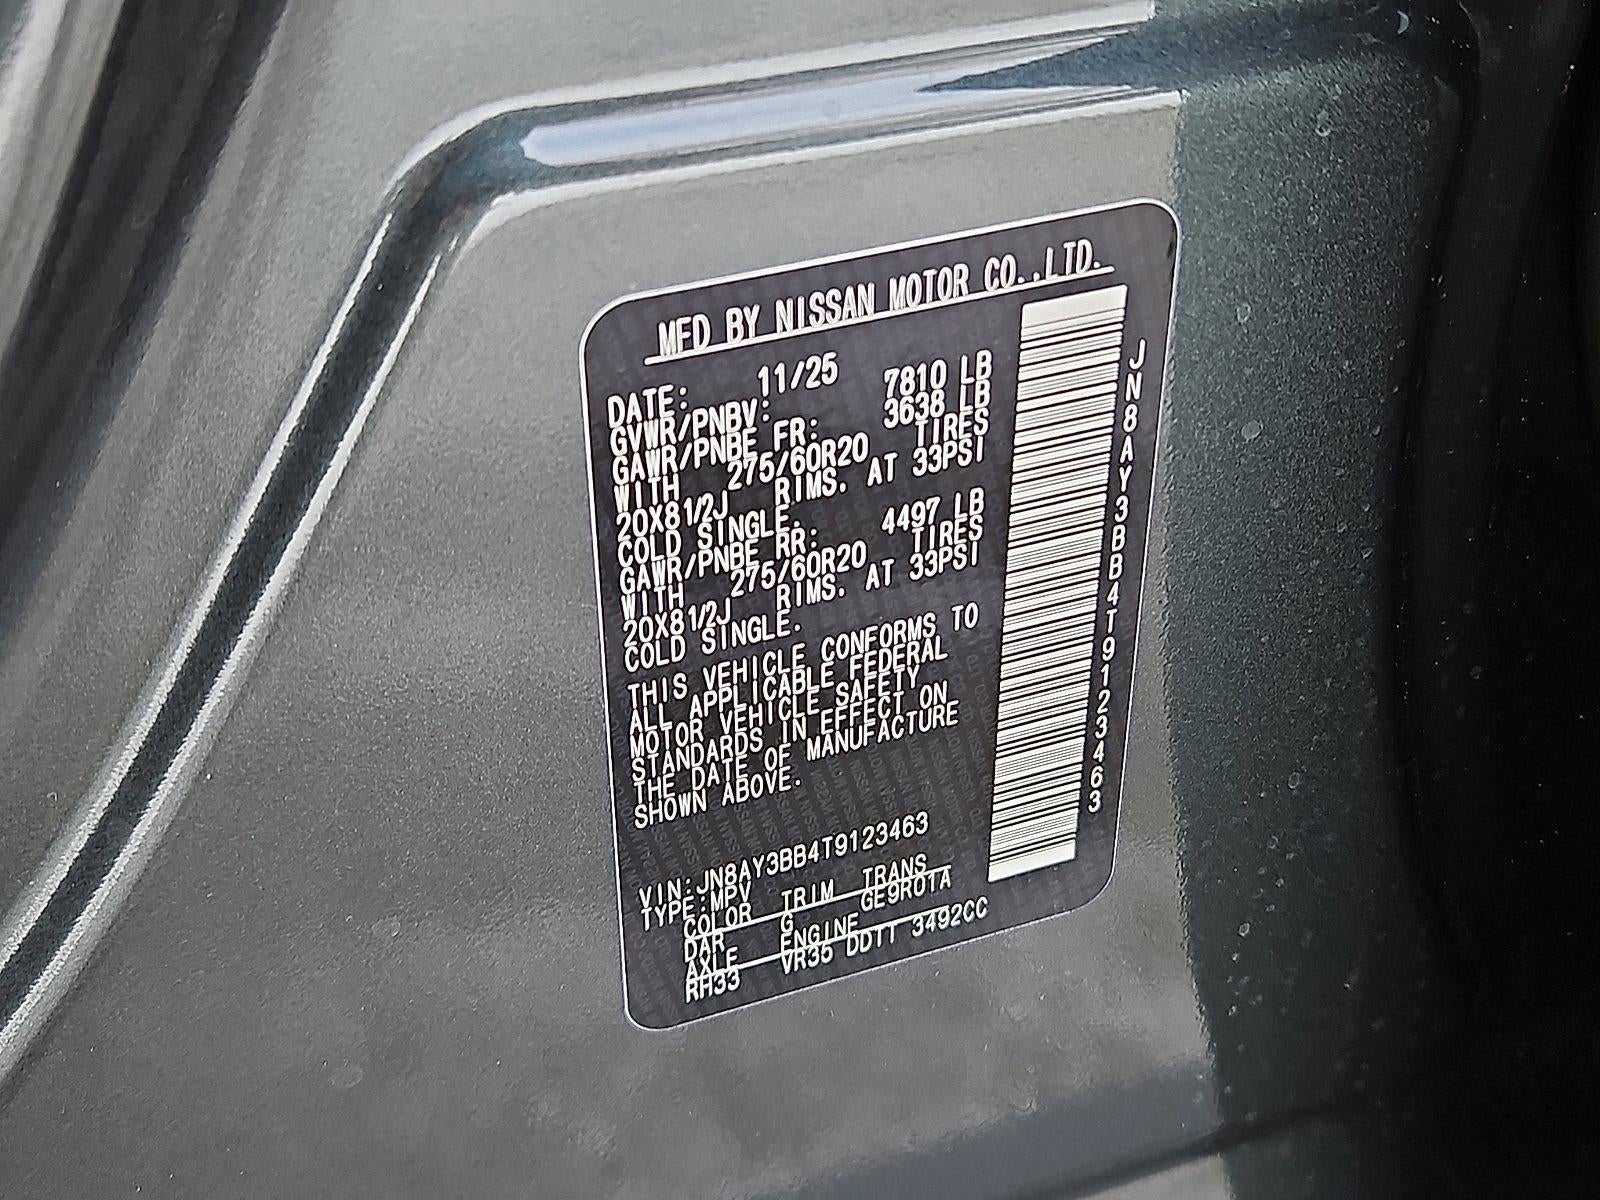 MFD BY NISSAN MOTOR CO.,LTD.
DATE: 11/25
GVWR/PNBV: 7810 LB
GAWR/PNBE FR: 3638 LB
WITH 275/60R20 TIRES
20X81/2J RIMS. AT 33PSI
COLD SINGLE.
GAWR/PNBE RR: 4497 LB
WITH 275/60R20 TIRES
20X81/2J RIMS. AT 33PSI
COLD SINGLE.
THIS VEHICLE CONFORMS TO
ALL APPLICABLE FEDERAL
MOTOR VEHICLE SAFETY
STANDARDS IN EFFECT ON
THE DATE OF MANUFACTURE
SHOWN ABOVE.
VIN:JN8AY3BB4T9123463
TYPE:MPV
COLOR TRIM TRANS
DAR G GE9R01A
AXLE ENGINE
RH33 VR35 DDTT 3492CC
JN8AY3BB4T9123463